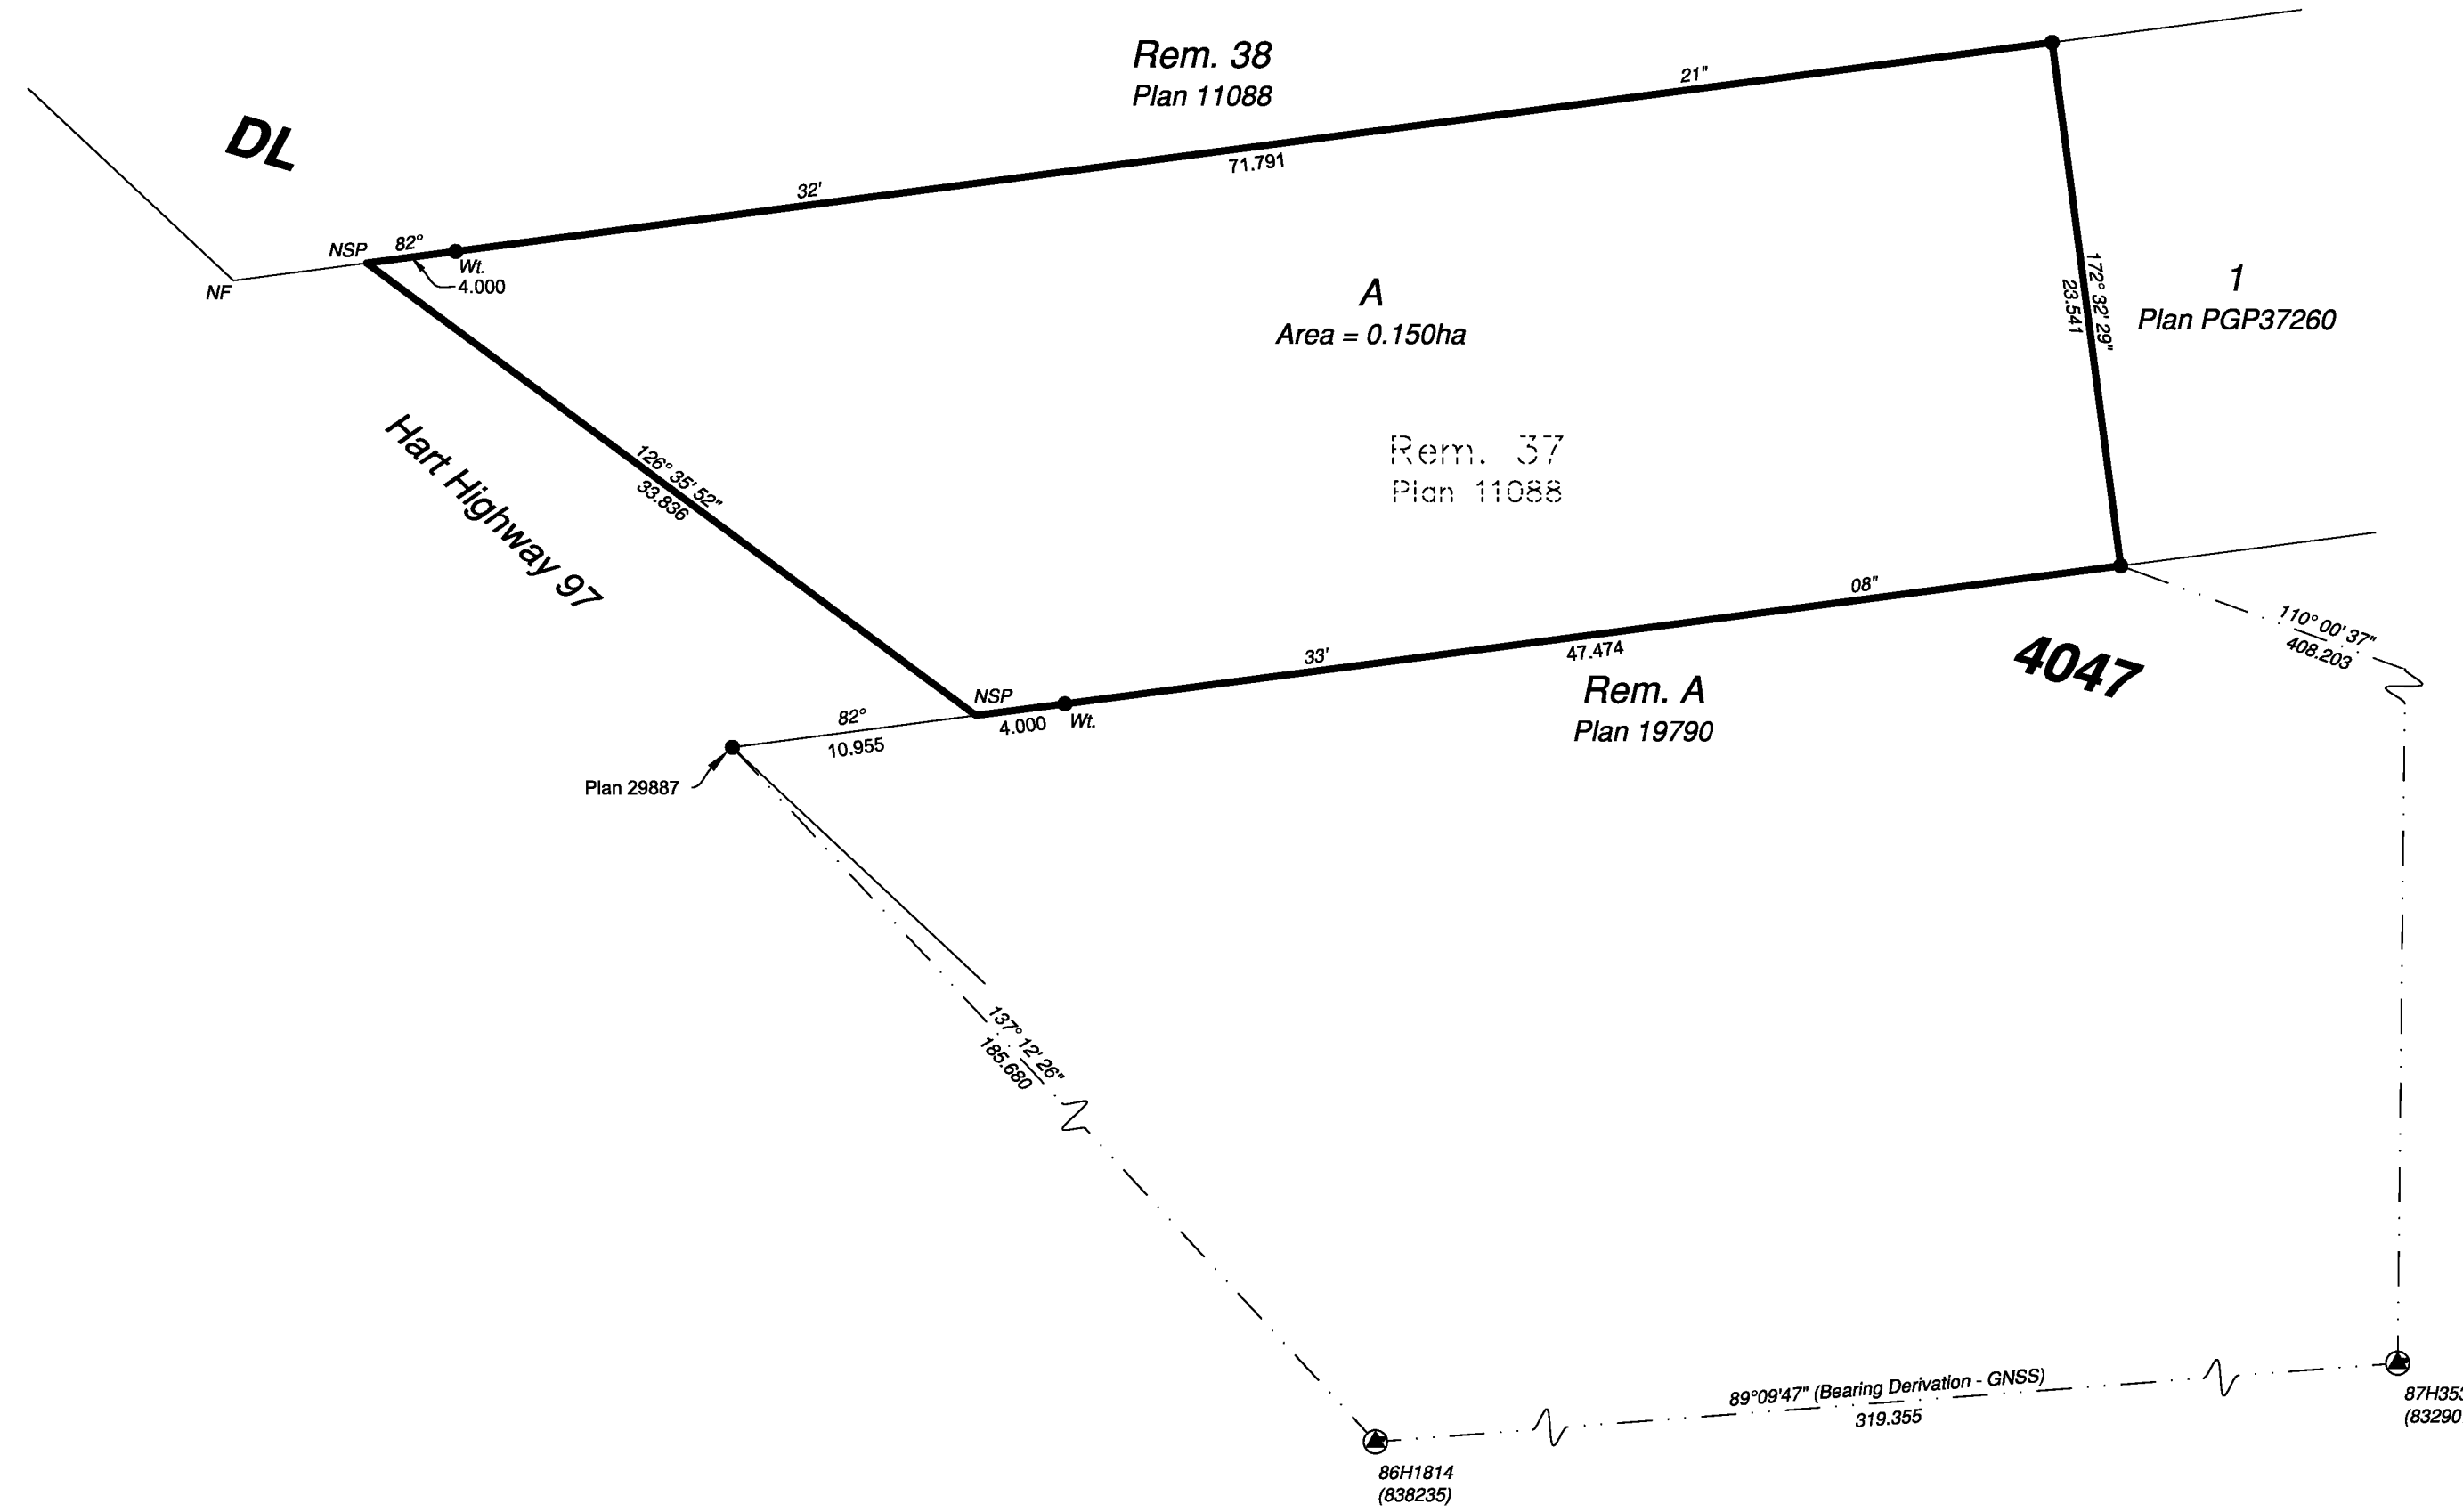 Rem. 38
Plan 11088
21"
DL
71.791
32'
NSP
82°
Wt.
4.000
NF
A
Area = 0.150ha
172° 32' 29"
23.541
1
Plan PGP37260
Hart Highway 97
126° 35' 52"
33.836
Rem. 37
Plan 11088
08"
33'
47.474
110° 00' 37"
408.203
4047
Rem. A
Plan 19790
NSP
4.000
Wt.
82°
10.955
Plan 29887
137° 12' 26"
185.680
89°09'47" (Bearing Derivation - GNSS)
319.355
86H1814
(838235)
87H353
(83290